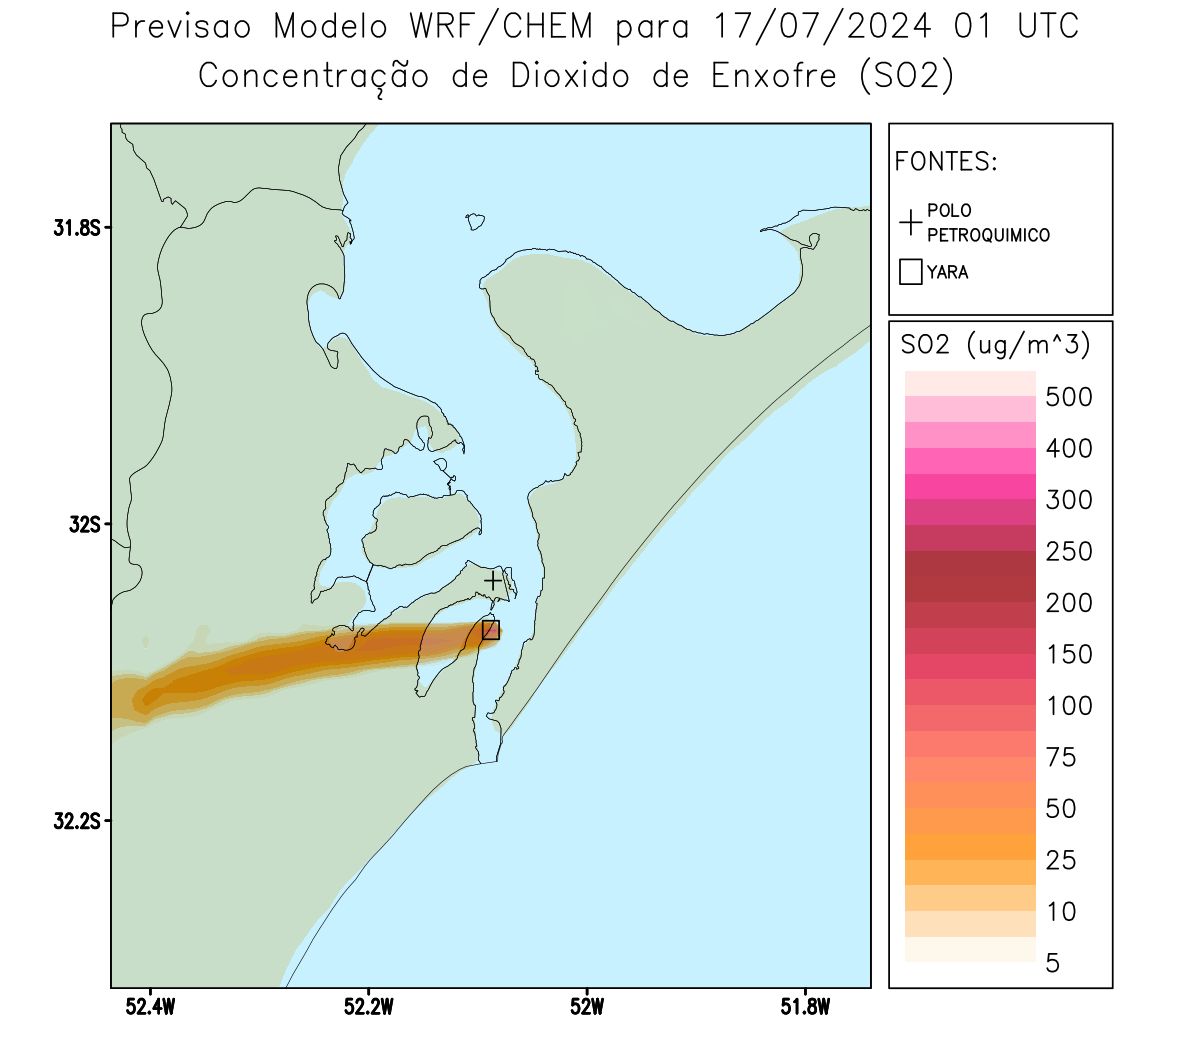 Previsao Modelo WRF/CHEM para 17/07/2024 01 UTC
Concentração de Dioxido de Enxofre (SO2)
FONTES:
POLO
PETROQUIMICO
YARA
SO2 (ug/m^3)
500
400
300
250
200
150
100
75
50
25
10
5
31.8S
32S
32.2S
52.4W
52.2W
52W
51.8W